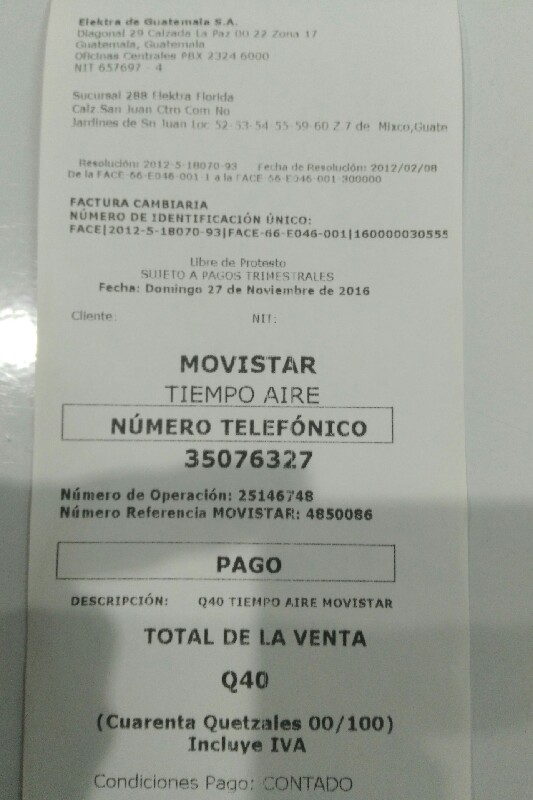 Elektra de Guatemala S.A.
Diagonal 29 Calzada La Paz 00 22 Zona 17
Guatemala, Guatemala
Oficinas Centrales PBX 2324 6000
NIT 657697 - 4
Sucursal 288 Elektra Florida
Calz San Juan Ctro Com No
Jardines de Sn Juan Loc 52-53-54-55-59-60 Z 7 de Mixco,Guate
Resolución: 2012-5-18070-93 Fecha de Resolución: 2012/02/08
De la FACE-66-E046-001-1 a la FACE-66-E046-001-300000
FACTURA CAMBIARIA
NÚMERO DE IDENTIFICACIÓN ÚNICO:
FACE|2012-5-18070-93|FACE-66-E046-001|160000030555
Libre de Protesto
SUJETO A PAGOS TRIMESTRALES
Fecha: Domingo 27 de Noviembre de 2016
Cliente: NIT:
MOVISTAR
TIEMPO AIRE
NÚMERO TELEFÓNICO
35076327
Número de Operación: 25146748
Número Referencia MOVISTAR: 4850086
PAGO
DESCRIPCIÓN: Q40 TIEMPO AIRE MOVISTAR
TOTAL DE LA VENTA
Q40
(Cuarenta Quetzales 00/100)
Incluye IVA
Condiciones Pago: CONTADO